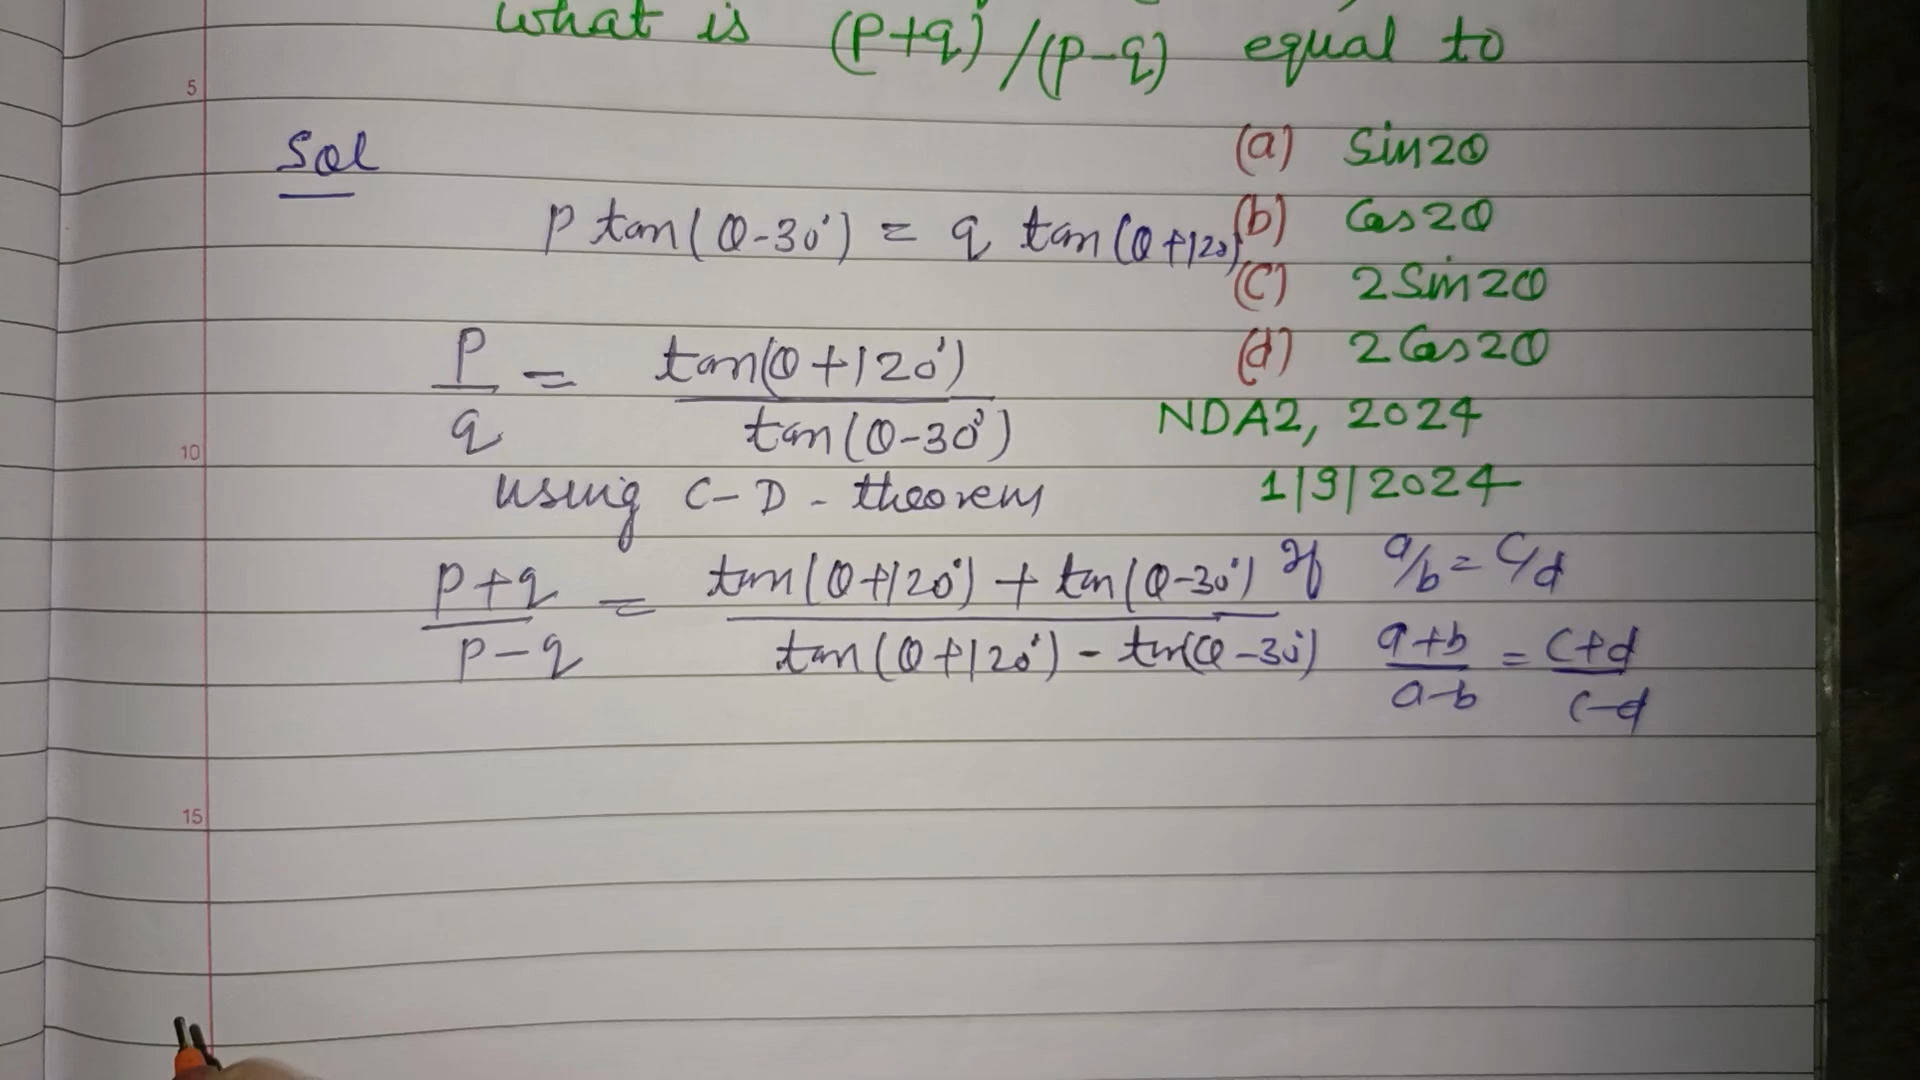 what is (p+q)/(p-q) equal to
5
Sol
(a) Sin2θ
p tan(θ-30°) = q tan(θ+120)
(b) Cos2θ
(c) 2Sin2θ
p/q = tan(θ+120°)/tan(θ-30°)
(d) 2Cos2θ
NDA2, 2024
10
using C-D-theorem
1/9/2024
(p+q)/(p-q) = (tan(θ+120°) + tan(θ-30°))/(tan(θ+120°) - tan(θ-30°))
If a/b = c/d
(a+b)/(a-b) = (c+d)/(c-d)
15